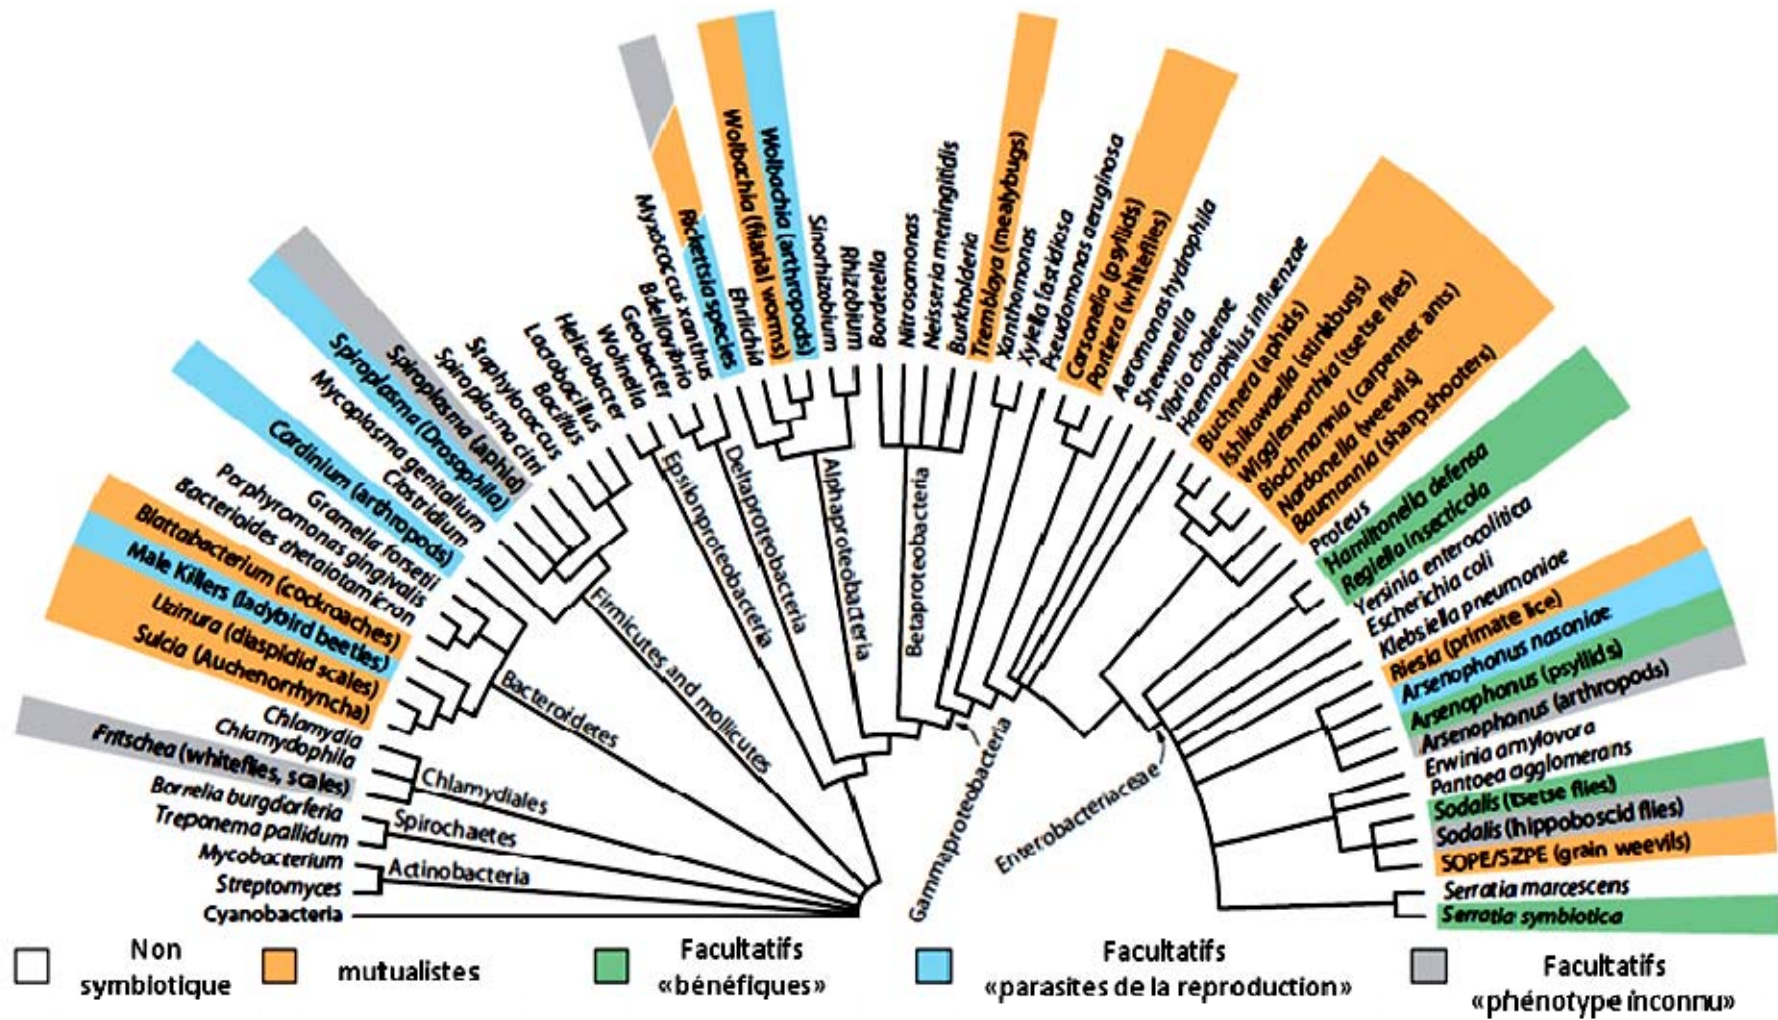 Cyanobacteria
Streptomyces
Mycobacterium
Treponema pallidum
Borrelia burgdorferia
Fritschea (whiteflies, scales)
Chlamydophila
Chlamydia
Sulcia (Auchenorrhyncha)
Uzinura (diaspidid scales)
Male Killers (ladybird beetles)
Blattabacterium (cockroaches)
Bacterioides thetaiotamicron
Porphyromonas gingivalis
Gramella forsetii
Cardinium (arthropods)
Clostridium
Mycoplasma genitalium
Spiroplasma (Drosophila)
Spiroplasma (aphid)
Spiroplasma citri
Staphylococcus
Bacillus
Lactobacillus
Helicobacter
Wolinella
Geobacter
Bdellovibrio
Myxococcus xanthus
Rickettsia species
Ehrlichia
Wolbachia (filarial worms)
Wolbachia (arthropods)
Sinorhizobium
Rhizobium
Bordetella
Nitrosomonas
Neisseria meningitidis
Burkholderia
Tremblaya (mealybugs)
Xanthomonas
Xylella fastidiosa
Pseudomonas aeruginosa
Carsonella (psyllids)
Portiera (whiteflies)
Aeromonas hydrophila
Shewanella
Vibrio cholerae
Haemophilus influenzae
Buchnera (aphids)
Ishikawaella (stinkbugs)
Wigglesworthia (tsetse flies)
Blochmannia (carpenter ants)
Nardonella (weevils)
Baumannia (sharpshooters)
Proteus
Hamiltonella defensa
Regiella insecticola
Yersinia enterocolitica
Escherichia coli
Klebsiella pneumoniae
Riesia (primate lice)
Arsenophonus nasoniae
Arsenophonus (psyllids)
Arsenophonus (arthropods)
Erwinia amylovora
Pantoea agglomerans
Sodalis (tsetse flies)
Sodalis (hippoboscid flies)
SOPE/SZPE (grain weevils)
Serratia marcescens
Serratia symbiotica
Actinobacteria
Spirochaetes
Chlamydiales
Bacteroidetes
Firmicutes and mollicutes
Epsilonproteobacteria
Deltaproteobacteria
Alphaproteobacteria
Betaproteobacteria
Gammaproteobacteria
Enterobacteriaceae
Non
symbiotique
mutualistes
Facultatifs
«bénéfiques»
Facultatifs
«parasites de la reproduction»
Facultatifs
«phénotype inconnu»